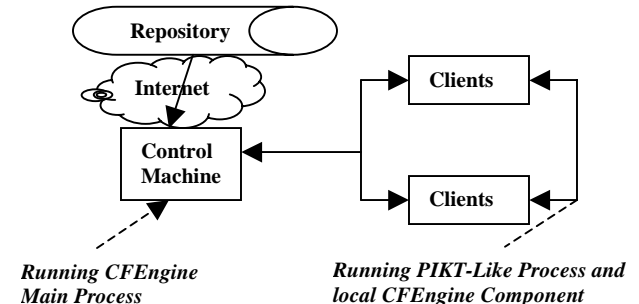 Repository
Internet
Clients
Control
Machine
Clients
Running CFEngine
Main Process
Running PIKT-Like Process and
local CFEngine Component